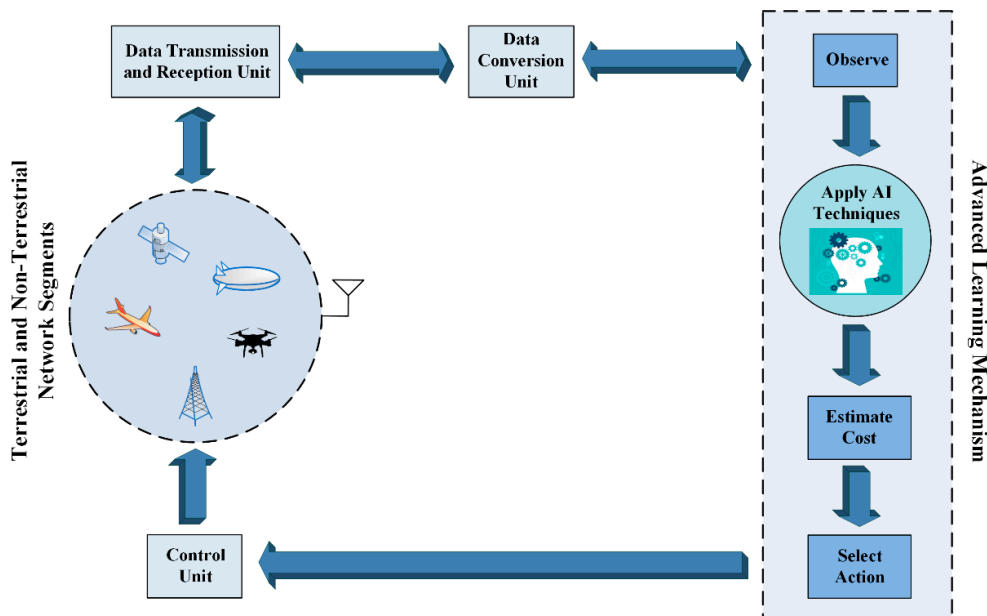 Data Transmission
and Reception Unit
Data
Conversion
Unit
Observe
Apply AI
Techniques
Estimate
Cost
Select
Action
Advanced Learning Mechanism
Terrestrial and Non-Terrestrial
Network Segments
Control
Unit